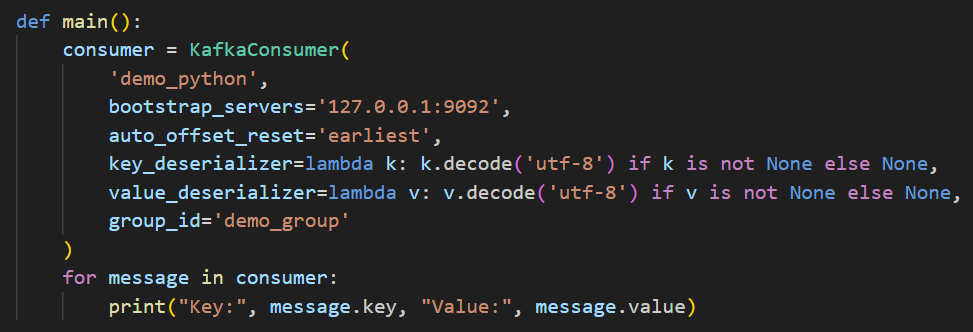 def main():
    consumer = KafkaConsumer(
        'demo_python',
        bootstrap_servers='127.0.0.1:9092',
        auto_offset_reset='earliest',
        key_deserializer=lambda k: k.decode('utf-8') if k is not None else None,
        value_deserializer=lambda v: v.decode('utf-8') if v is not None else None,
        group_id='demo_group'
    )
    for message in consumer:
        print("Key:", message.key, "Value:", message.value)